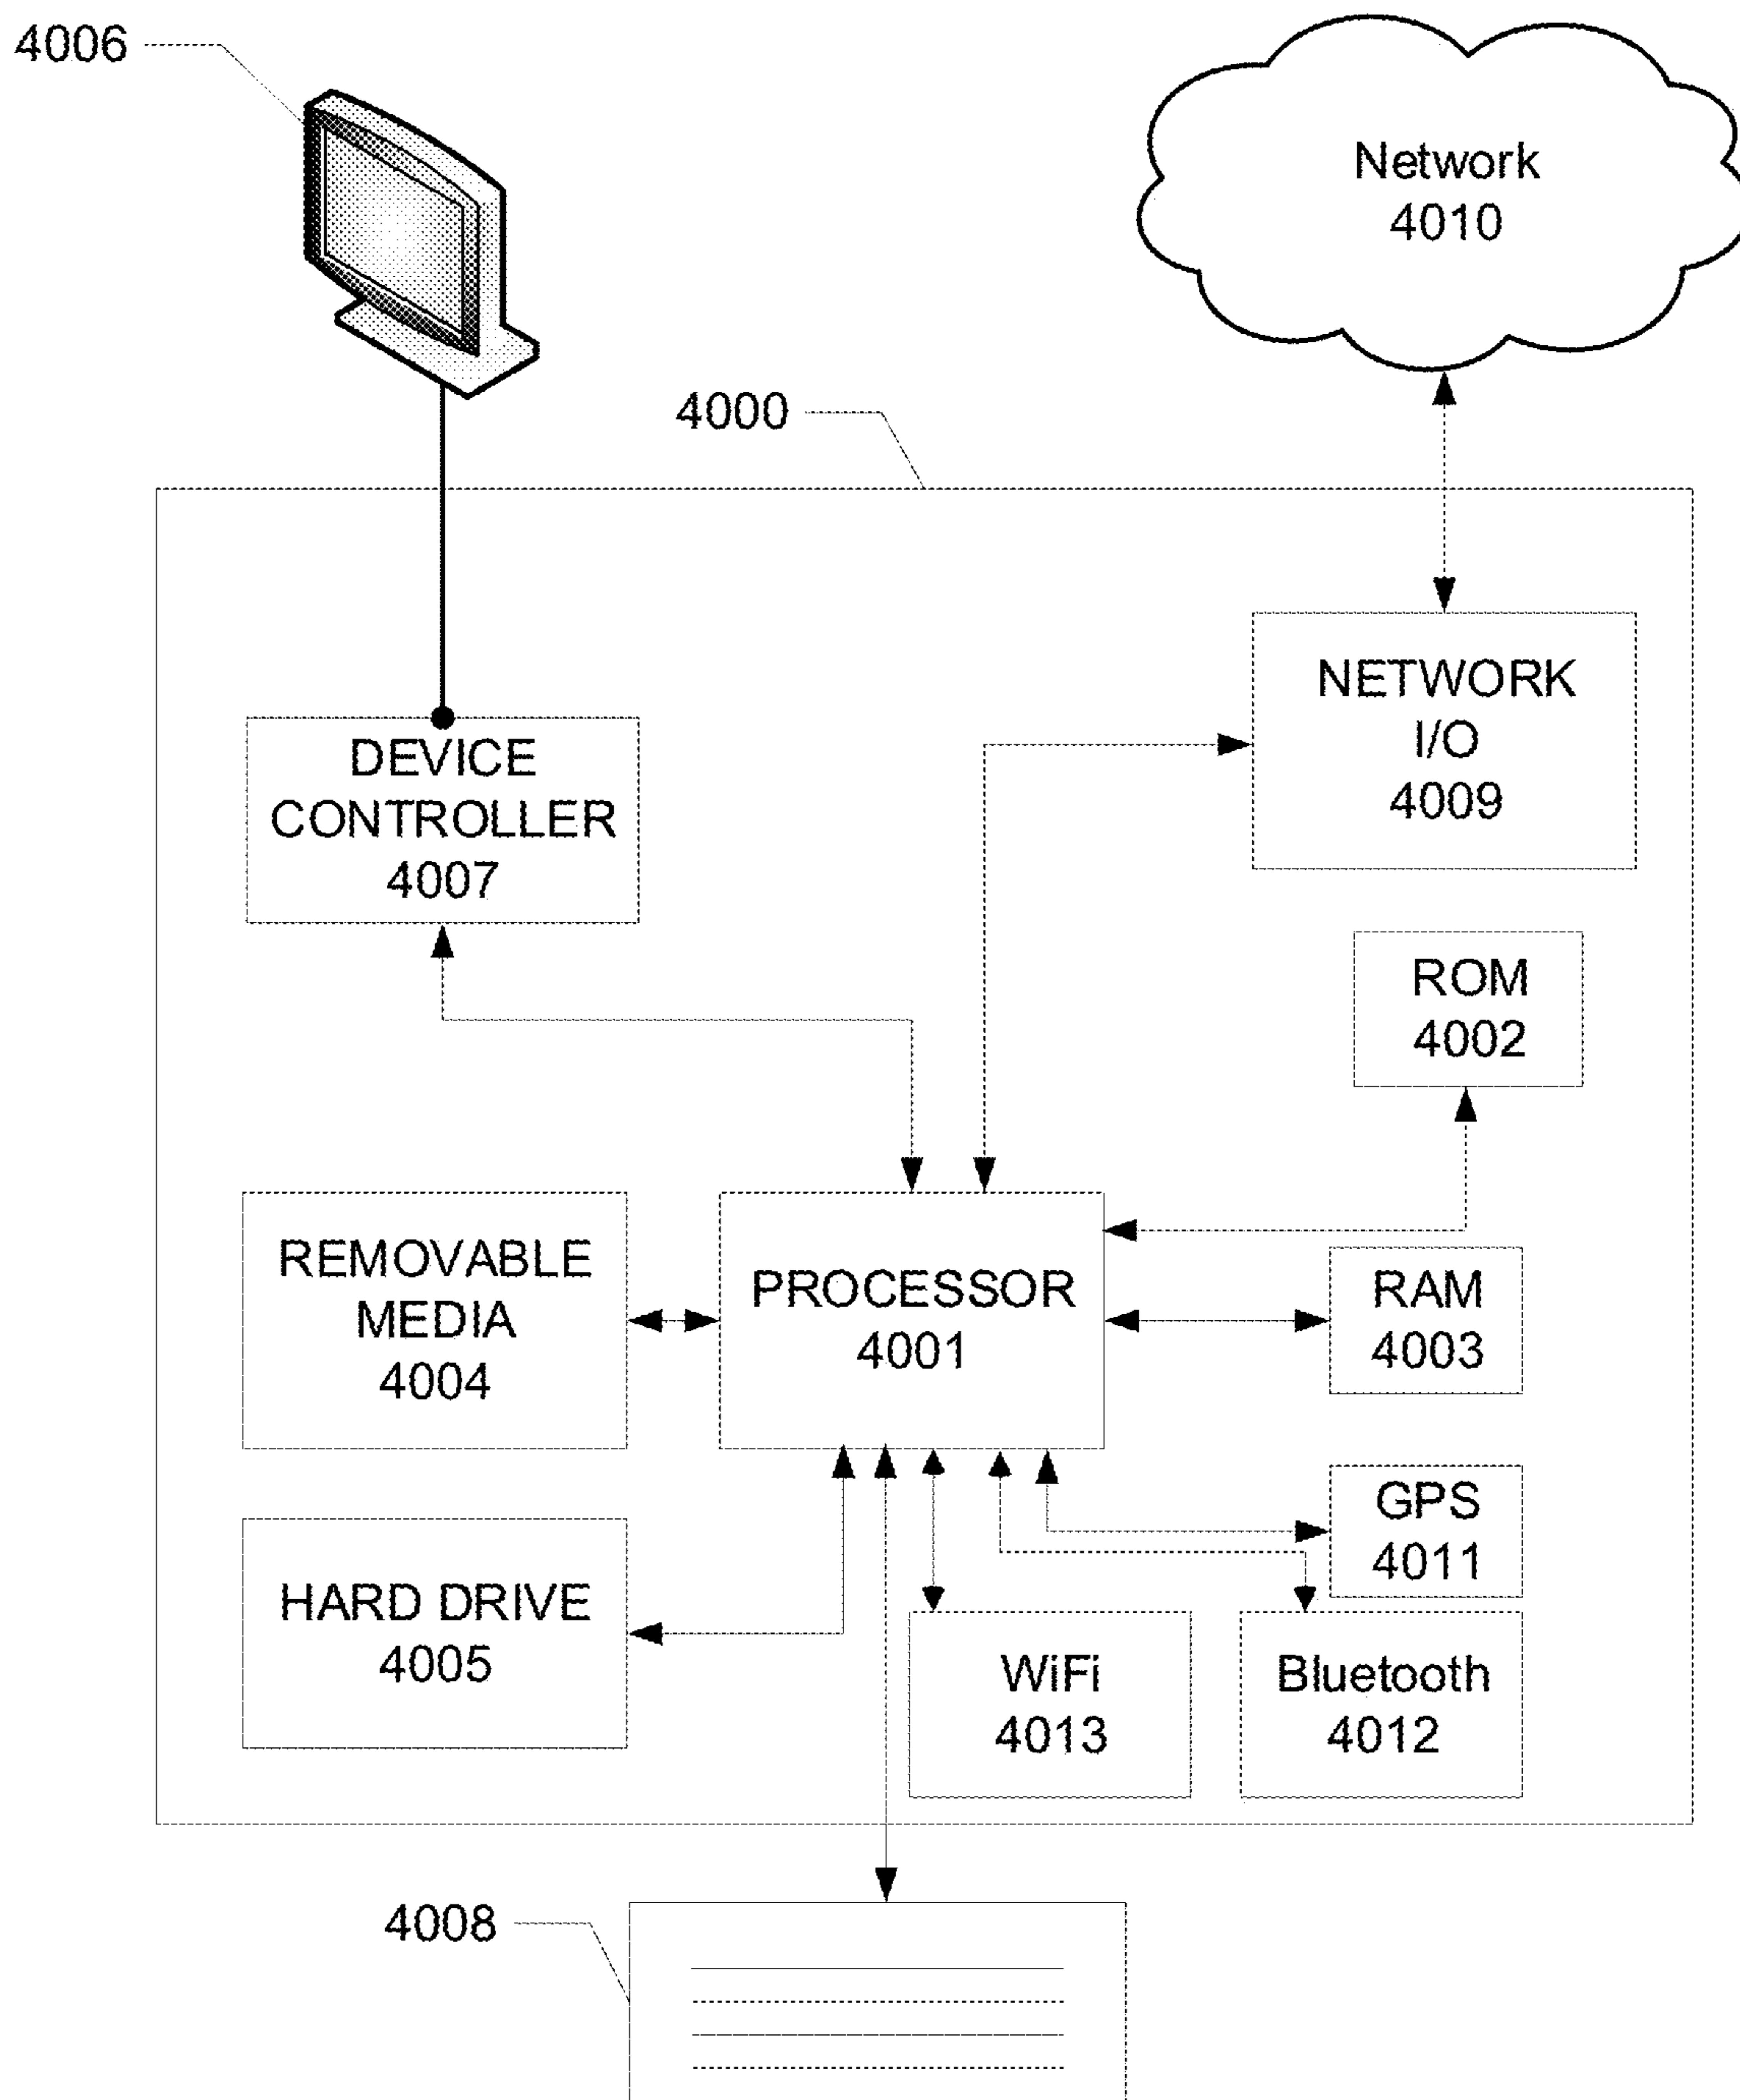 4006
Network
4010
4000
NETWORK
I/O
4009
DEVICE
CONTROLLER
4007
ROM
4002
REMOVABLE
MEDIA
4004
PROCESSOR
4001
RAM
4003
GPS
4011
HARD DRIVE
4005
WiFi
4013
Bluetooth
4012
4008